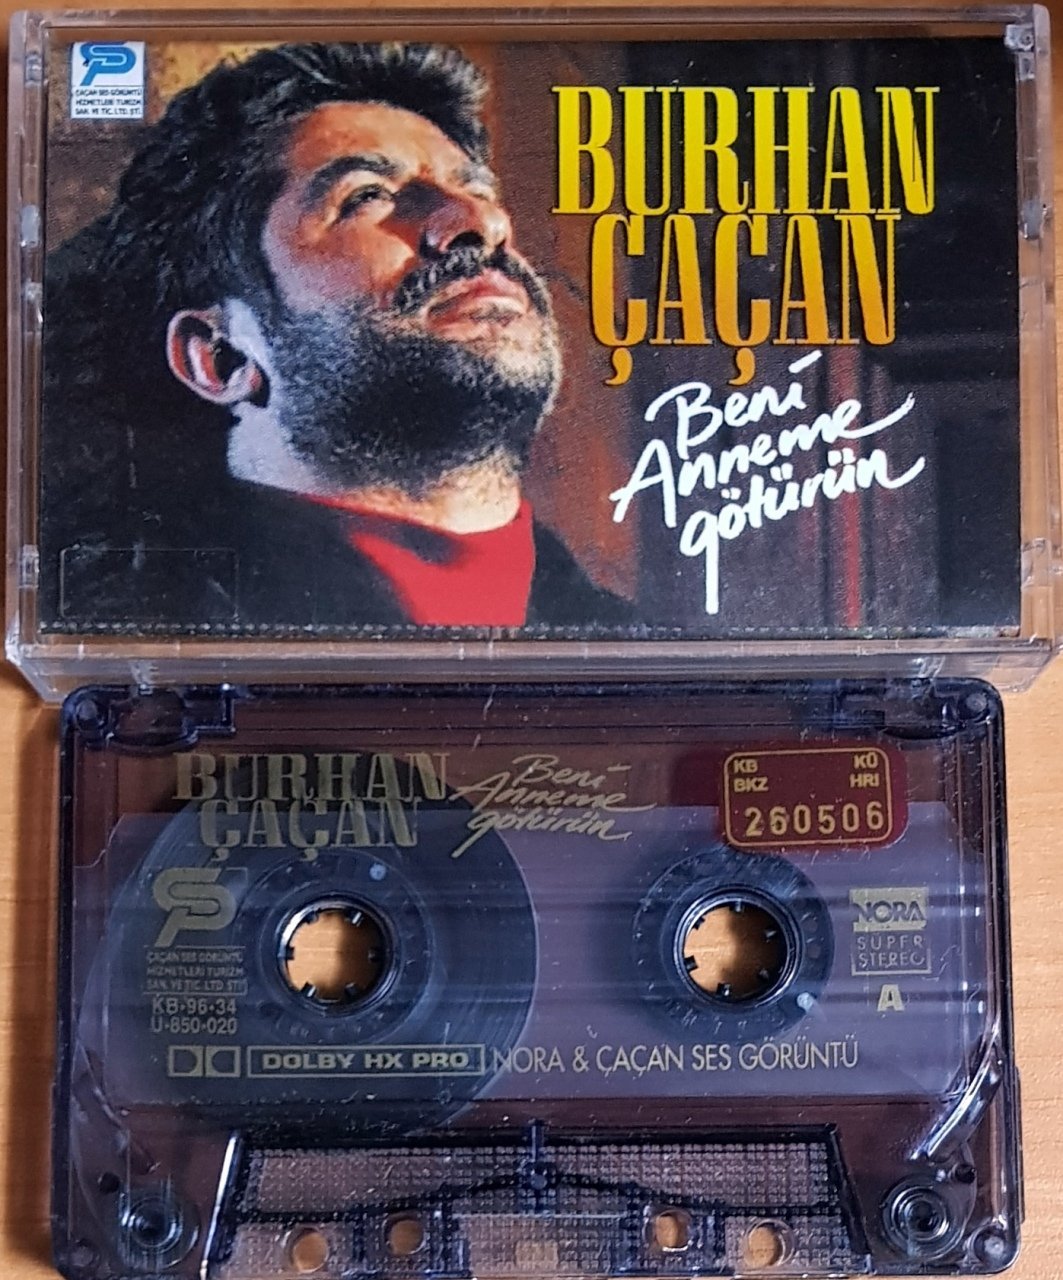 ÇAÇAN SES GÖRÜNTÜ
HİZMETLERİ TURİZM
SAN. VE TİC. LTD. ŞTİ.
BURHAN
ÇAÇAN
Beni
Anneme
götürün
BURHAN
ÇAÇAN
Beni
Anneme
götürün
KB
BKZ
KÜ
HRI
260506
ÇAÇAN SES GÖRÜNTÜ
HİZMETLERİ TURİZM
SAN. VE TİC. LTD. ŞTİ
KB•96•34
U•850•020
NORA
SUPER
STEREO
A
DOLBY HX PRO
NORA & ÇAÇAN SES GÖRÜNTÜ